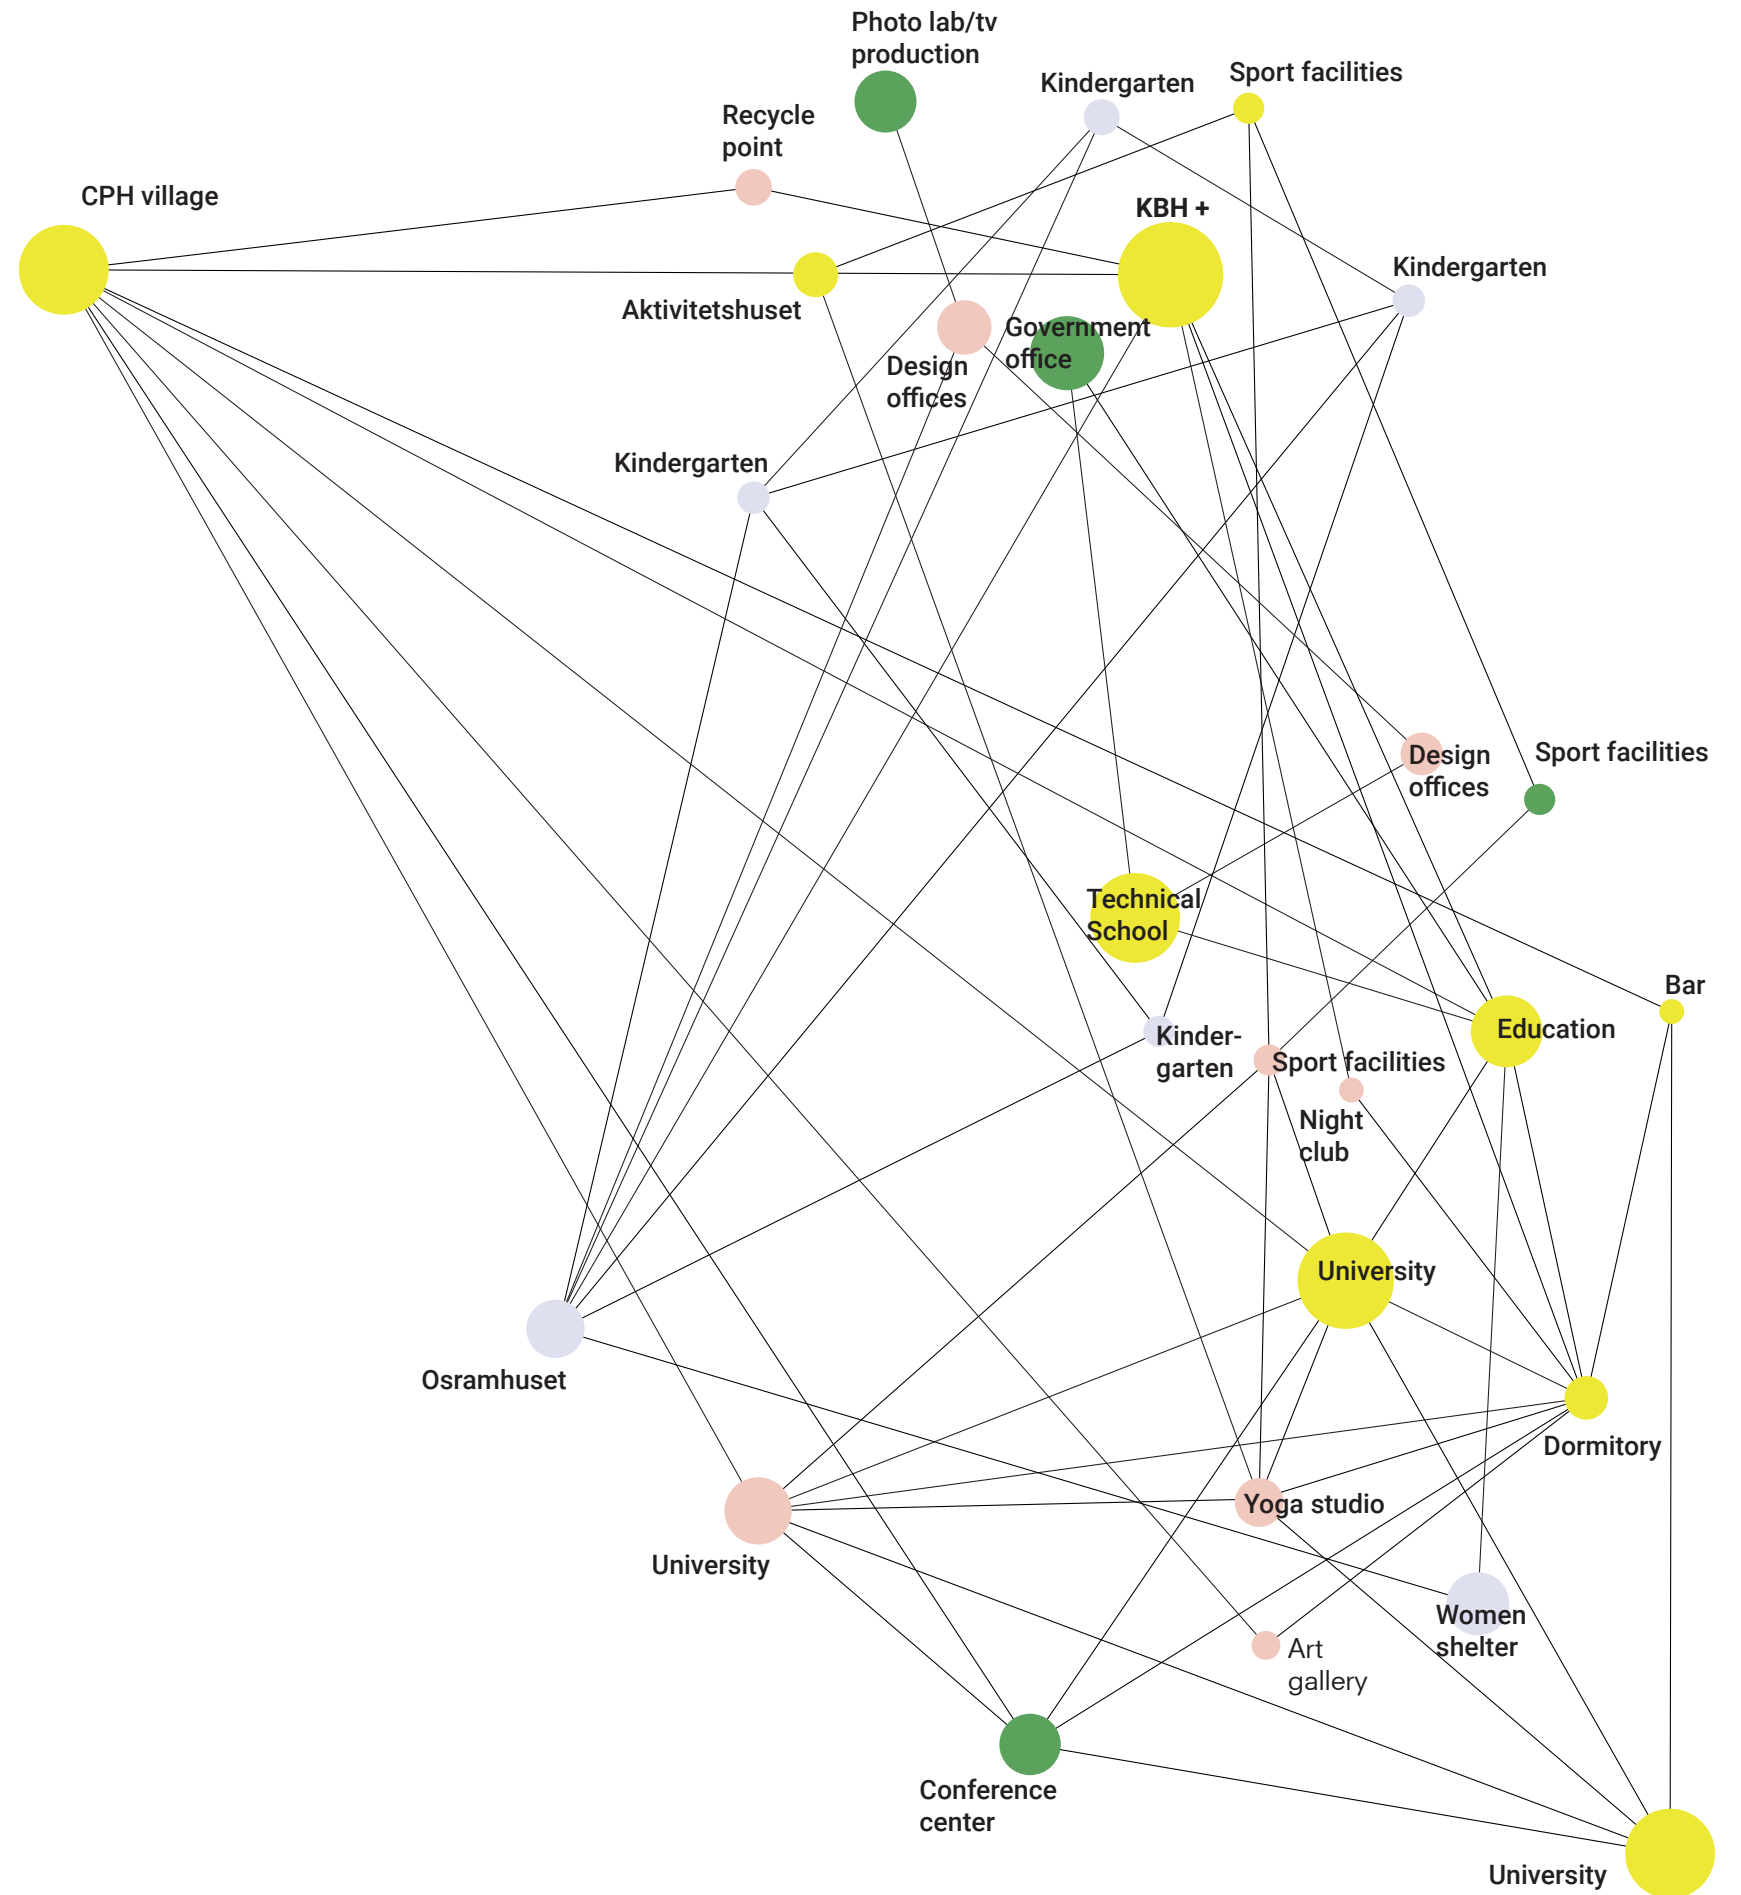 Photo lab/tv
production
Kindergarten
Sport facilities
Recycle
point
CPH village
KBH +
Kindergarten
Aktivitetshuset
Government
office
Design
offices
Kindergarten
Design
offices
Sport facilities
Technical
School
Bar
Education
Kinder-
garten
Sport facilities
Night
club
University
Osramhuset
Dormitory
Yoga studio
University
Women
shelter
Art
gallery
Conference
center
University